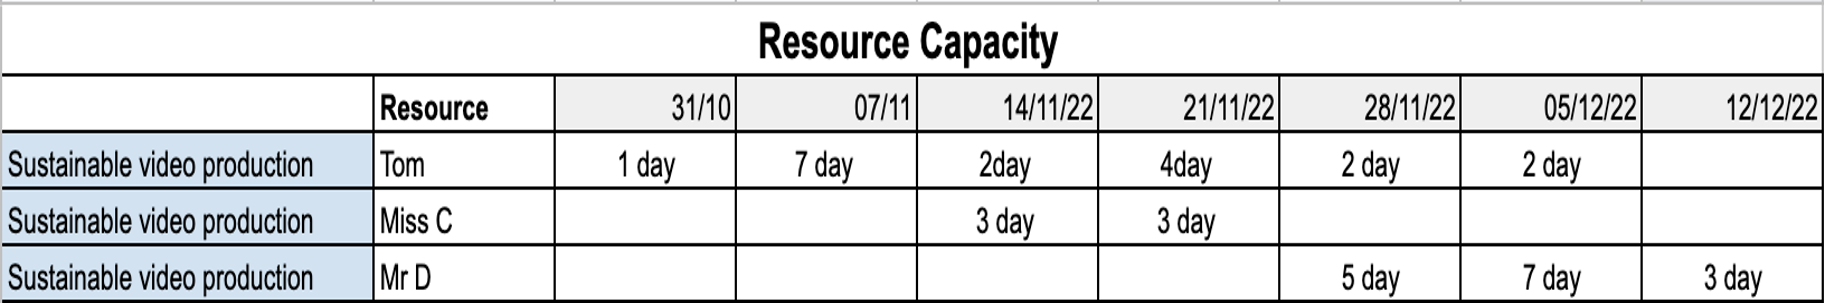 Resource Capacity
Resource 31/10 07/11 14/11/22 21/11/22 28/11/22 05/12/22 12/12/22
Sustainable video production Tom 1 day 7 day 2day 4day 2 day 2 day
Sustainable video production Miss C 3 day 3 day
Sustainable video production Mr D 5 day 7 day 3 day